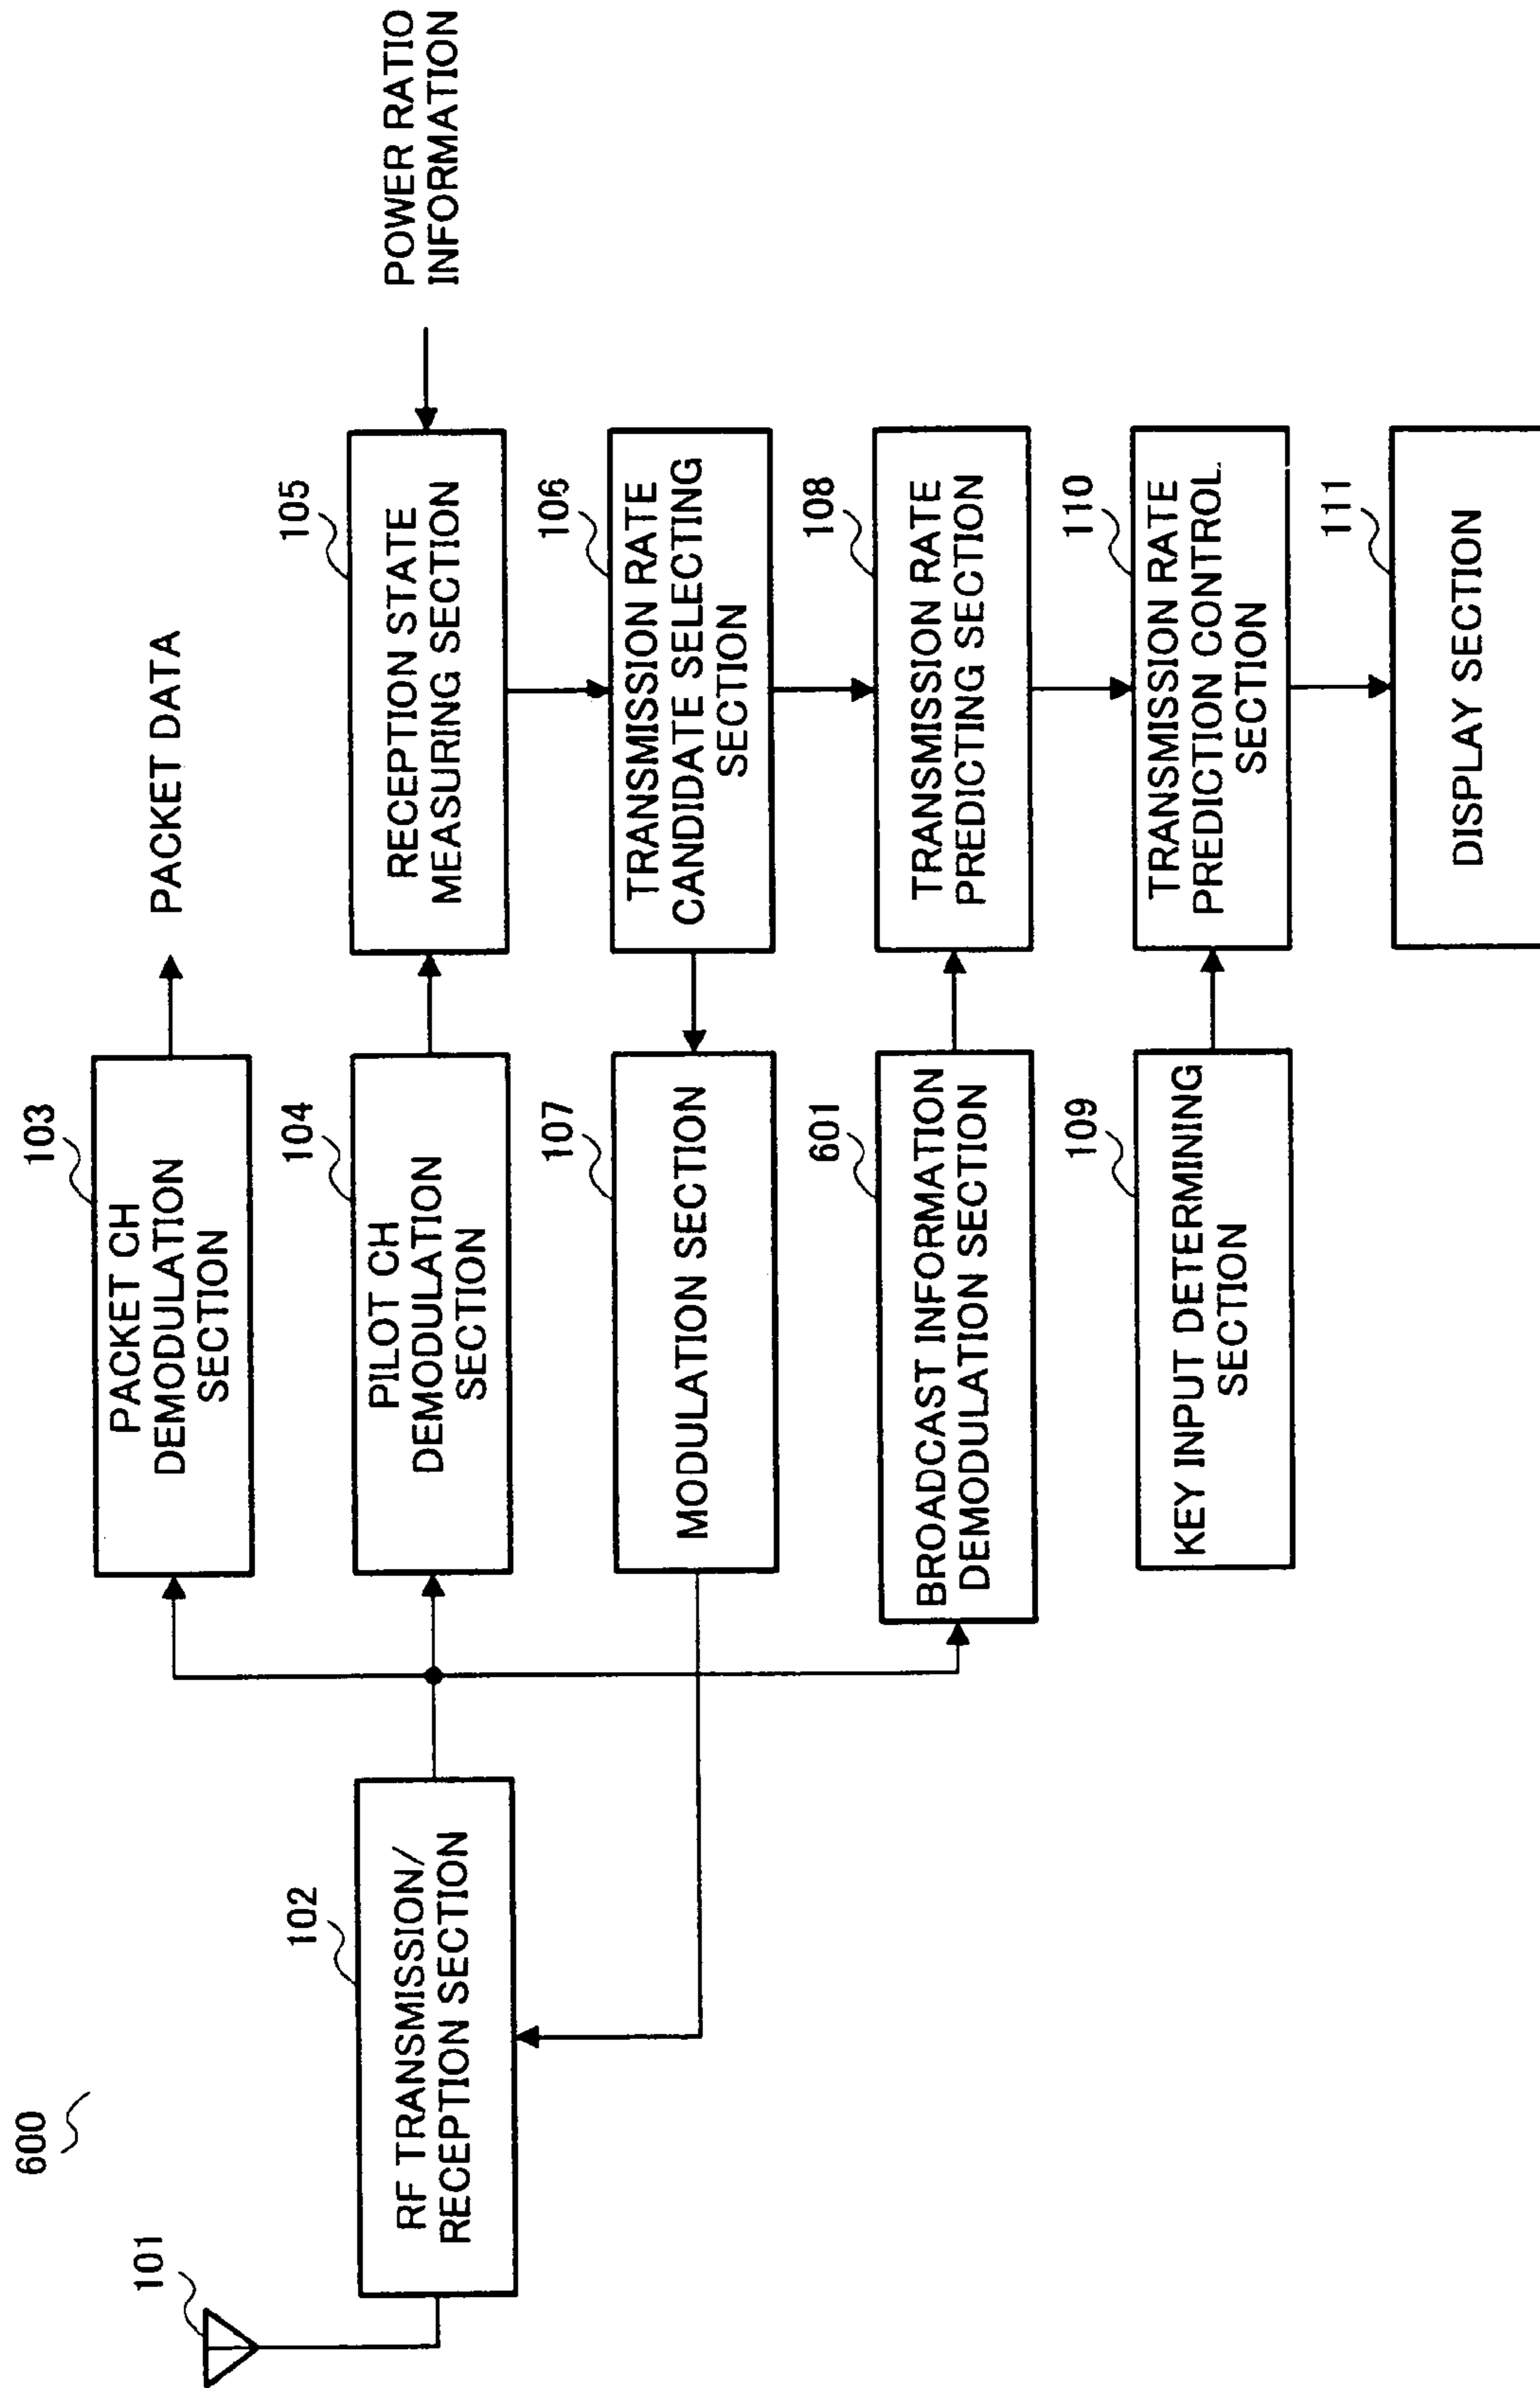 600
101
102
RF TRANSMISSION/
RECEPTION SECTION
103
PACKET CH
DEMODULATION
SECTION
PACKET DATA
104
PILOT CH
DEMODULATION
SECTION
105
RECEPTION STATE
MEASURING SECTION
POWER RATIO
INFORMATION
107
MODULATION SECTION
106
TRANSMISSION RATE
CANDIDATE SELECTING
SECTION
601
BROADCAST INFORMATION
DEMODULATION SECTION
108
TRANSMISSION RATE
PREDICTING SECTION
109
KEY INPUT DETERMINING
SECTION
110
TRANSMISSION RATE
PREDICTION CONTROL
SECTION
111
DISPLAY SECTION